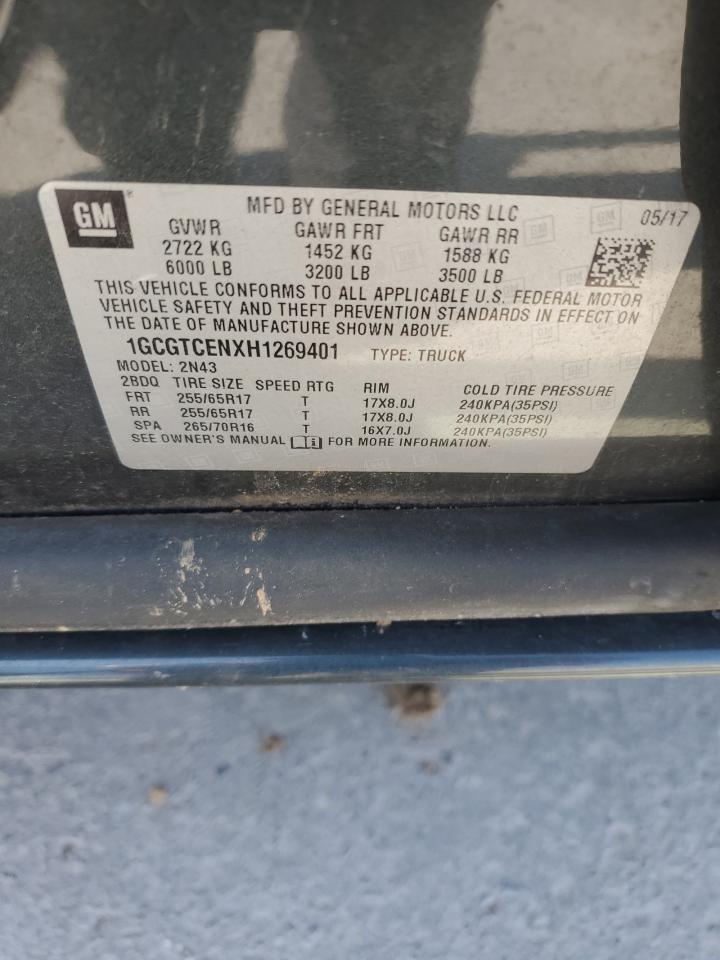 GM
®
MFD BY GENERAL MOTORS LLC
05/17
GVWR GAWR FRT GAWR RR
2722 KG 1452 KG 1588 KG
6000 LB 3200 LB 3500 LB
THIS VEHICLE CONFORMS TO ALL APPLICABLE U.S. FEDERAL MOTOR
VEHICLE SAFETY AND THEFT PREVENTION STANDARDS IN EFFECT ON
THE DATE OF MANUFACTURE SHOWN ABOVE.
1GCGTCENXH1269401 TYPE: TRUCK
MODEL: 2N43
2BDQ TIRE SIZE SPEED RTG RIM COLD TIRE PRESSURE
FRT 255/65R17 T 17X8.0J 240KPA(35PSI)
RR 255/65R17 T 17X8.0J 240KPA(35PSI)
SPA 265/70R16 T 16X7.0J 240KPA(35PSI)
SEE OWNER'S MANUAL FOR MORE INFORMATION.